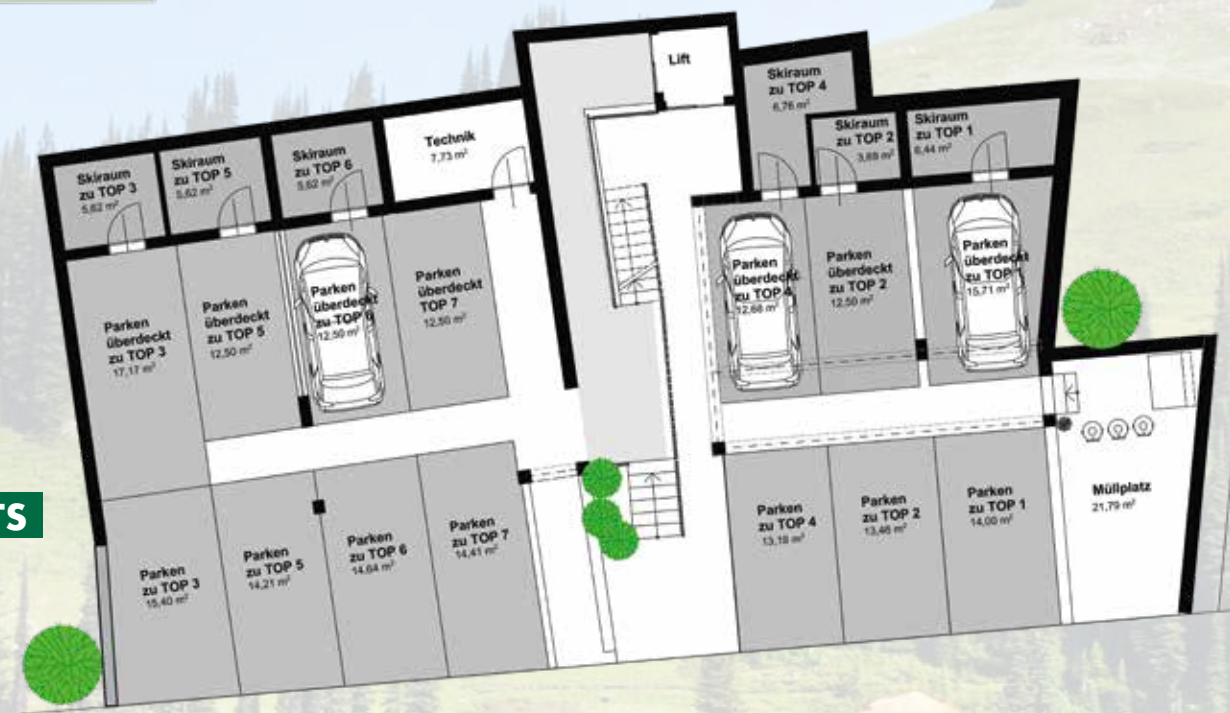 Lift
Skiraum
zu TOP 4
6,76 m²
Skiraum
zu TOP 2
3,69 m²
Skiraum
zu TOP 1
6,44 m²
Technik
7,73 m²
Skiraum
zu TOP 6
5,62 m²
Skiraum
zu TOP 5
5,62 m²
Skiraum
zu TOP 3
5,62 m²
Parken
überdeckt
zu TOP 3
17,17 m²
Parken
überdeckt
zu TOP 5
12,50 m²
Parken
überdeckt
zu TOP 6
12,50 m²
Parken
überdeckt
TOP 7
12,50 m²
Parken
überdeckt
zu TOP 4
12,66 m²
Parken
überdeckt
zu TOP 2
12,50 m²
Parken
überdeckt
zu TOP 1
15,71 m²
TS
Parken
zu TOP 3
15,40 m²
Parken
zu TOP 5
14,21 m²
Parken
zu TOP 6
14,64 m²
Parken
zu TOP 7
14,41 m²
Parken
zu TOP 4
13,18 m²
Parken
zu TOP 2
13,46 m²
Parken
zu TOP 1
14,00 m²
Müllplatz
21,79 m²